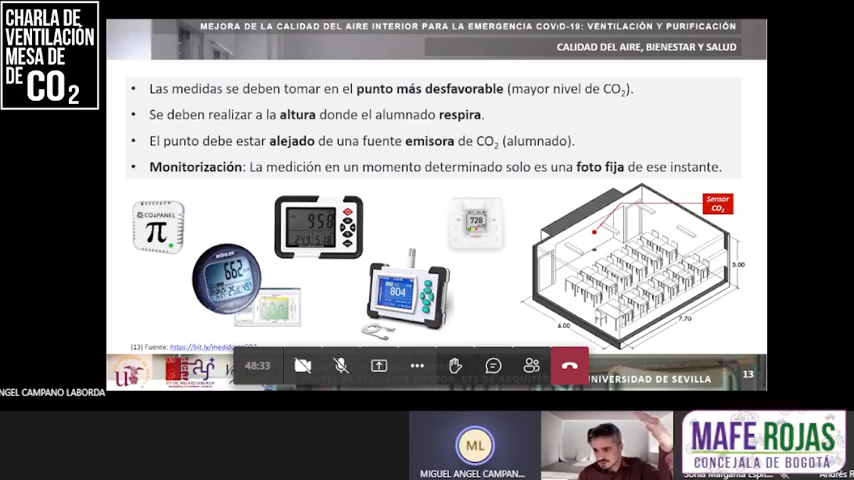 CHARLA DE
VENTILACIÓN
MESA DE
DE CO2
MEJORA DE LA CALIDAD DEL AIRE INTERIOR PARA LA EMERGENCIA COVID-19: VENTILACIÓN Y PURIFICACIÓN
CALIDAD DEL AIRE, BIENESTAR Y SALUD
• Las medidas se deben tomar en el punto más desfavorable (mayor nivel de CO2).
• Se deben realizar a la altura donde el alumnado respira.
• El punto debe estar alejado de una fuente emisora de CO2 (alumnado).
• Monitorización: La medición en un momento determinado solo es una foto fija de ese instante.
CO2PANEL
π
WÖHLER
662
958
804
728
Sensor
CO2
3.00
6.00
7.70
[13] Fuente:
48:33
UNIVERSIDAD DE SEVILLA
13
ANGEL CAMPANO LABORDA
ML
MIGUEL ANGEL CAMPAN...
MAFE ROJAS
CONCEJALA DE BOGOTÁ